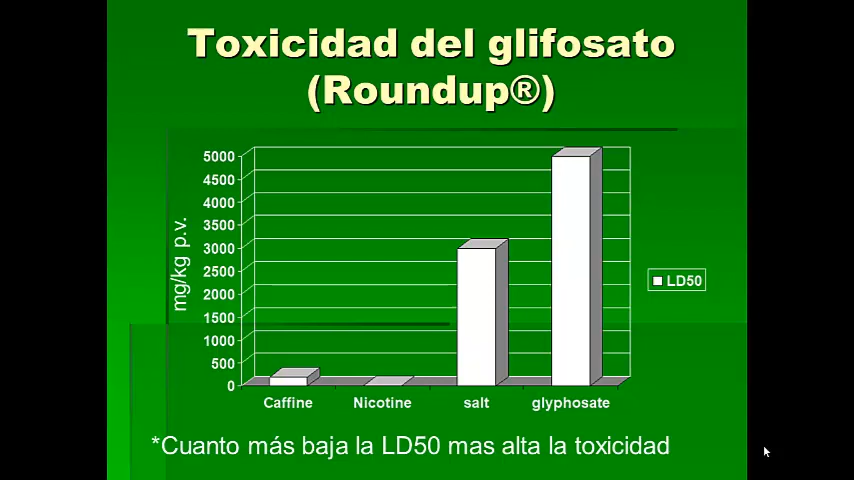 Toxicidad del glifosato
(Roundup®)
5000
4500
4000
3500
3000
2500
2000
1500
1000
500
0
mg/kg p.v.
LD50
Caffine Nicotine salt glyphosate
*Cuanto más baja la LD50 mas alta la toxicidad